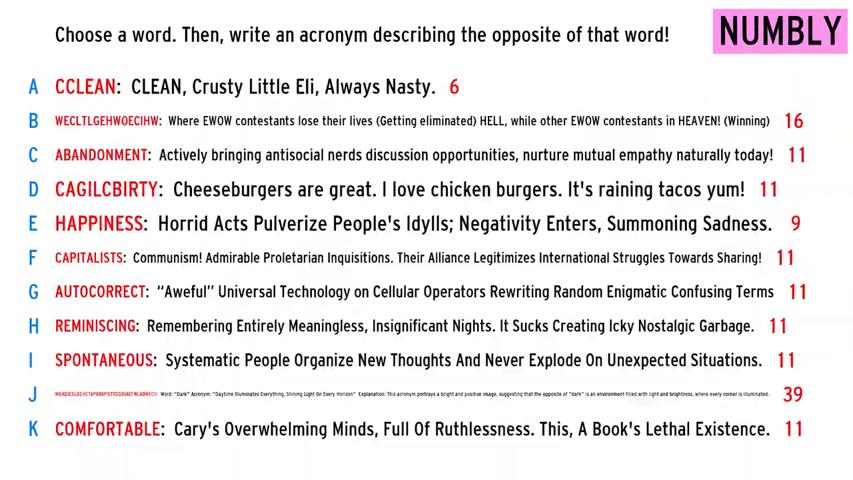 Choose a word. Then, write an acronym describing the opposite of that word!
NUMBLY
A CCLEAN: CLEAN, Crusty Little Eli, Always Nasty. 6
B WECLTLGEHWOECIHW: Where EWOW contestants lose their lives (Getting eliminated) HELL, while other EWOW contestants in HEAVEN! (Winning) 16
C ABANDONMENT: Actively bringing antisocial nerds discussion opportunities, nurture mutual empathy naturally today! 11
D CAGILCBIRTY: Cheeseburgers are great. I love chicken burgers. It's raining tacos yum! 11
E HAPPINESS: Horrid Acts Pulverize People's Idylls; Negativity Enters, Summoning Sadness. 9
F CAPITALISTS: Communism! Admirable Proletarian Inquisitions. Their Alliance Legitimizes International Struggles Towards Sharing! 11
G AUTOCORRECT: “Aweful” Universal Technology on Cellular Operators Rewriting Random Enigmatic Confusing Terms 11
H REMINISCING: Remembering Entirely Meaningless, Insignificant Nights. It Sucks Creating Icky Nostalgic Garbage. 11
I SPONTANEOUS: Systematic People Organize New Thoughts And Never Explode On Unexpected Situations. 11
J Word: "Dark" Acronym: "Daytime Illuminates Everything, Shining Light On Every Horizon" Explanation: This acronym portrays a bright and positive image, suggesting that the opposite of "dark" is an environment filled with light and brightness, where every corner is illuminated. 39
K COMFORTABLE: Cary's Overwhelming Minds, Full Of Ruthlessness. This, A Book's Lethal Existence. 11